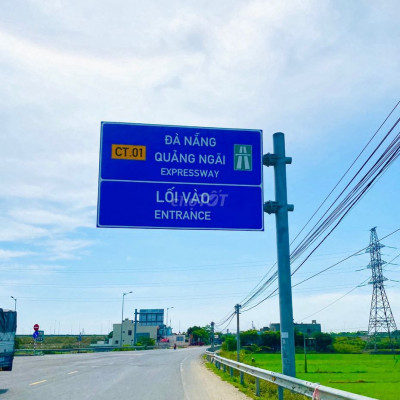 CT.01
ĐÀ NẴNG
QUẢNG NGÃI
EXPRESSWAY
LỐI VÀO
ENTRANCE